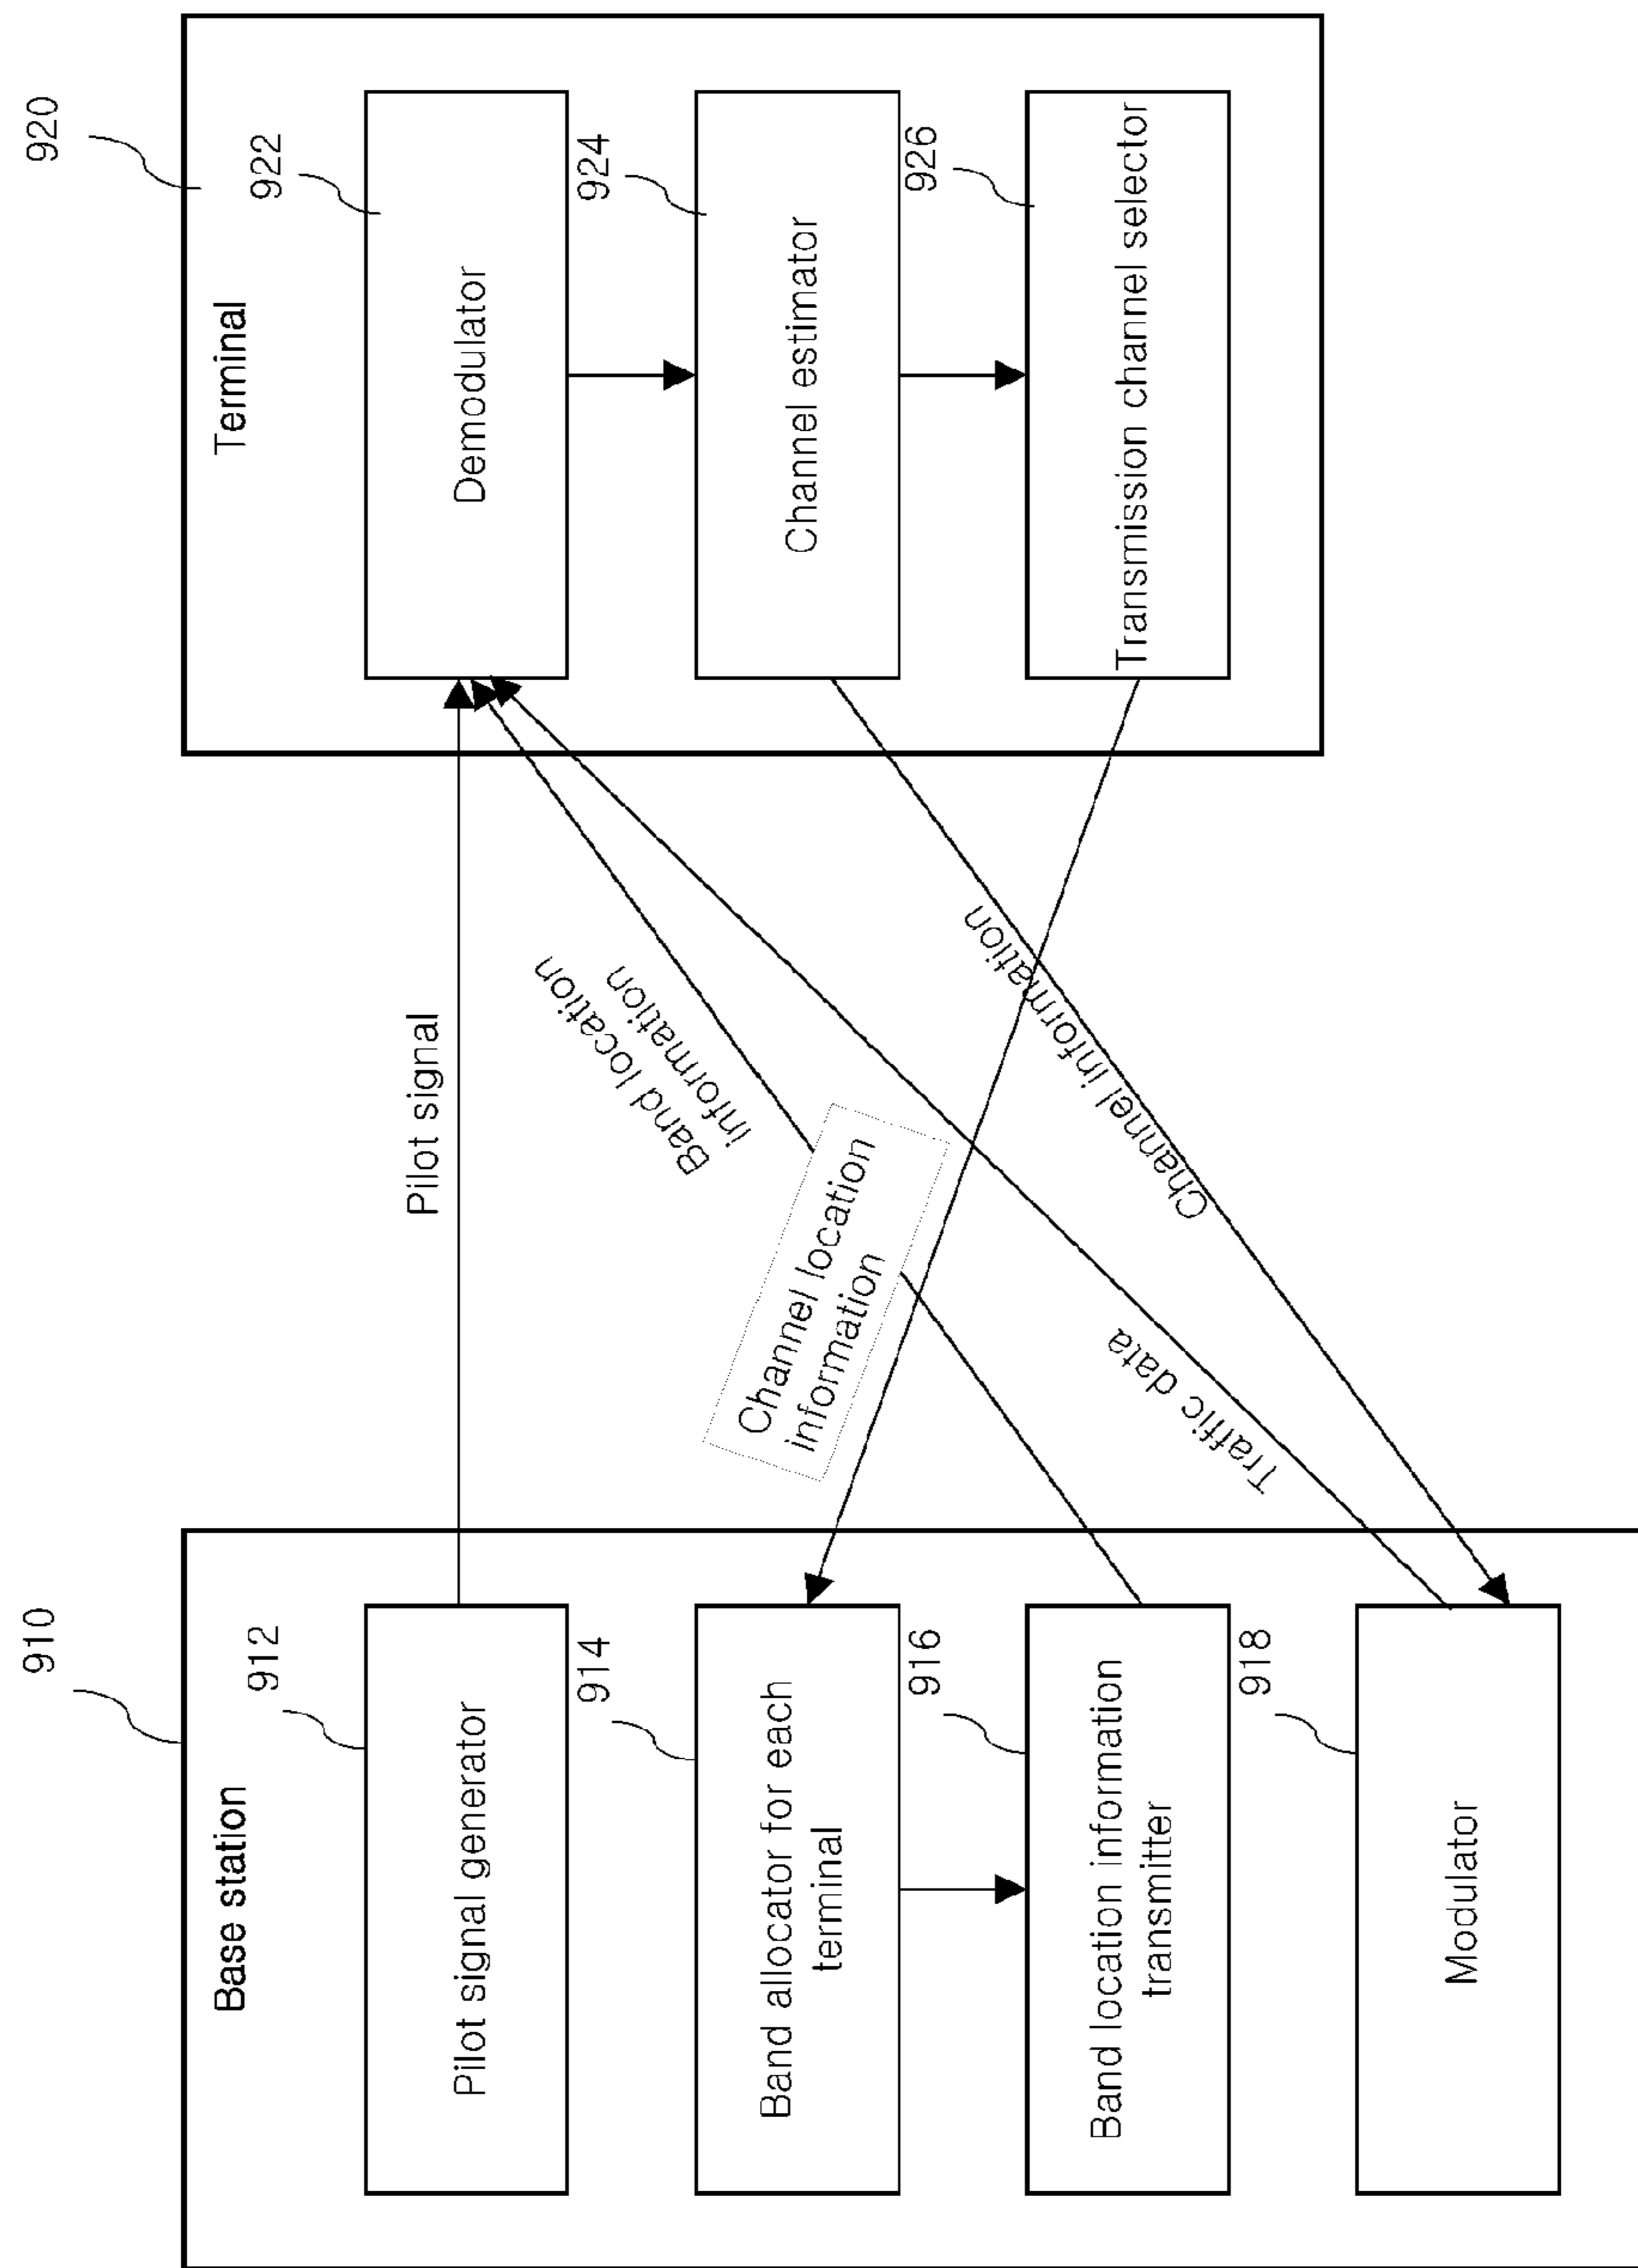 910
Base station
912
Pilot signal generator
914
Band allocator for each
terminal
916
Band location information
transmitter
918
Modulator
Pilot signal
Band location
information
Channel location
information
Traffic data
Channel information
920
Terminal
922
Demodulator
924
Channel estimator
926
Transmission channel selector